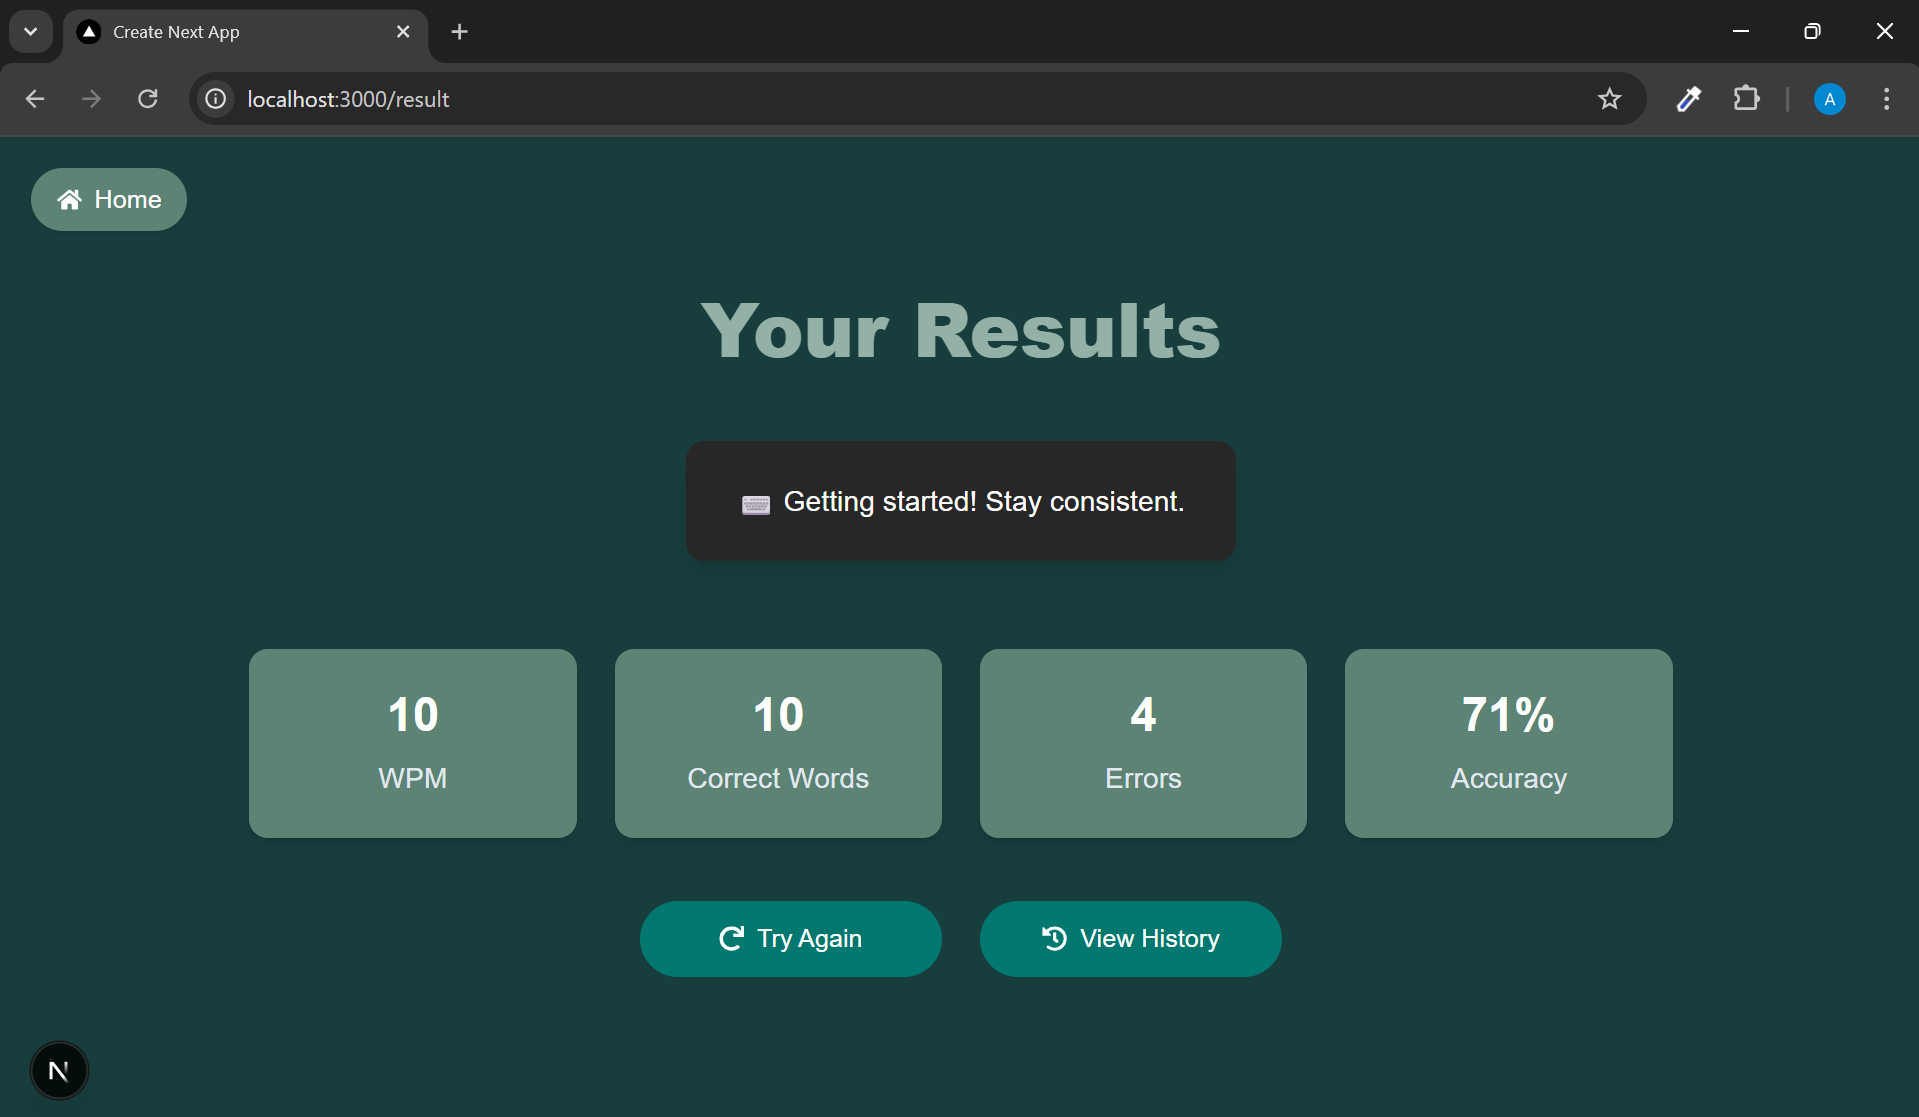 Create Next App
localhost:3000/result
A
Home
Your Results
Getting started! Stay consistent.
10
WPM
10
Correct Words
4
Errors
71%
Accuracy
Try Again
View History
N